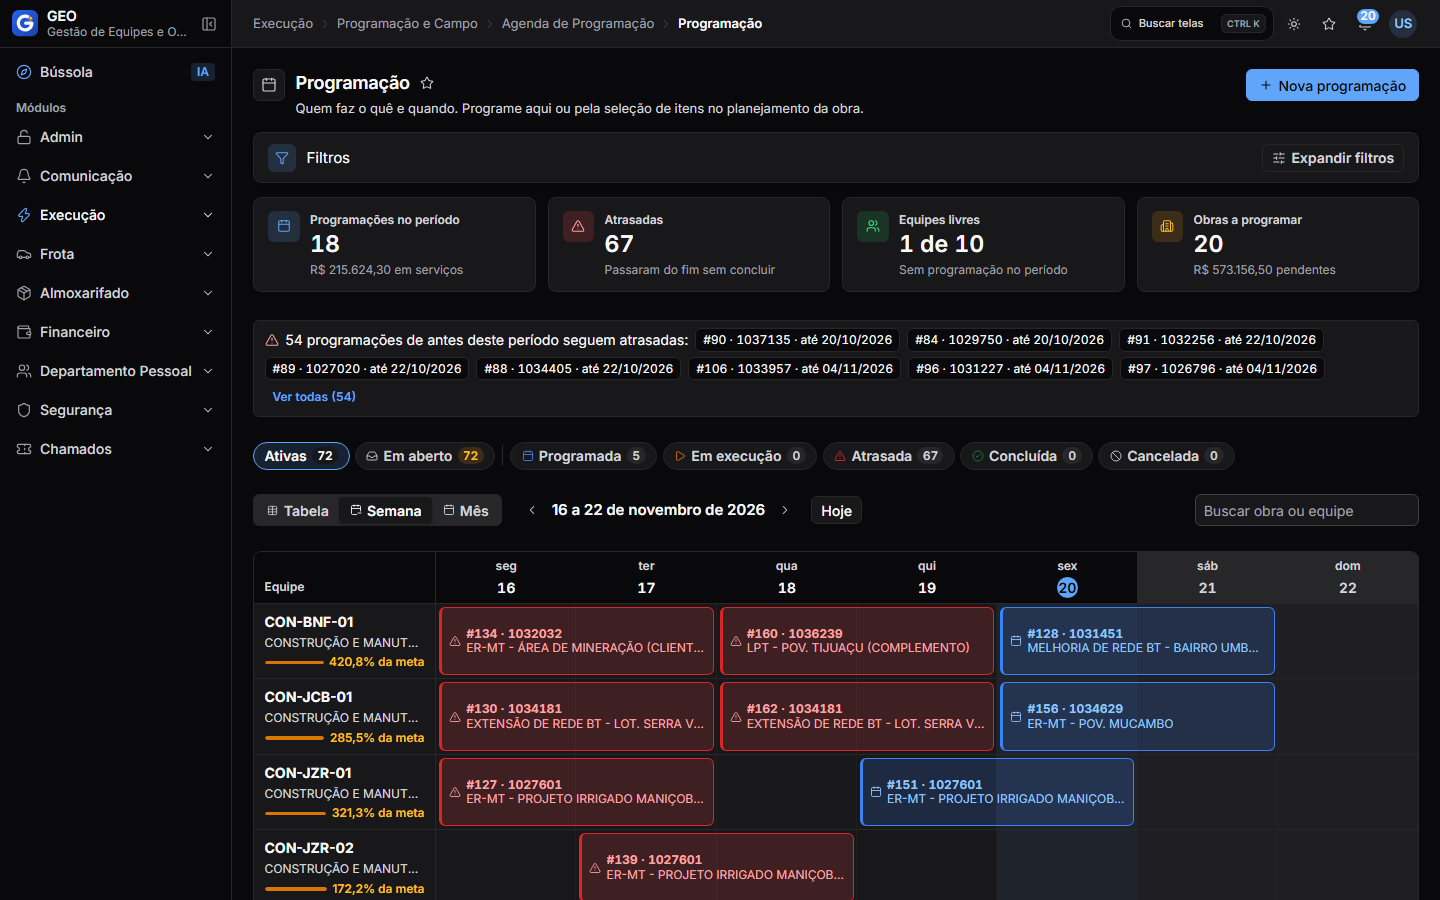 GEO
Gestão de Equipes e O...
Execução
Programação e Campo
Agenda de Programação
Programação
Buscar telas
CTRL K
20
US
Bússola
IA
Módulos
Admin
Comunicação
Execução
Frota
Almoxarifado
Financeiro
Departamento Pessoal
Segurança
Chamados
Programação
Quem faz o quê e quando. Programe aqui ou pela seleção de itens no planejamento da obra.
+ Nova programação
Filtros
Expandir filtros
Programações no período
18
R$ 215.624,30 em serviços
Atrasadas
67
Passaram do fim sem concluir
Equipes livres
1 de 10
Sem programação no período
Obras a programar
20
R$ 573.156,50 pendentes
54 programações de antes deste período seguem atrasadas:
#90 · 1037135 · até 20/10/2026
#84 · 1029750 · até 20/10/2026
#91 · 1032256 · até 22/10/2026
#89 · 1027020 · até 22/10/2026
#88 · 1034405 · até 22/10/2026
#106 · 1033957 · até 04/11/2026
#96 · 1031227 · até 04/11/2026
#97 · 1026796 · até 04/11/2026
Ver todas (54)
Ativas 72
Em aberto 72
Programada 5
Em execução 0
Atrasada 67
Concluída 0
Cancelada 0
Tabela
Semana
Mês
16 a 22 de novembro de 2026
Hoje
Buscar obra ou equipe
Equipe
seg
16
ter
17
qua
18
qui
19
sex
20
sáb
21
dom
22
CON-BNF-01
CONSTRUÇÃO E MANUT...
420,8% da meta
#134 · 1032032
ER-MT - ÁREA DE MINERAÇÃO (CLIENT...
#160 · 1036239
LPT - POV. TIJUAÇU (COMPLEMENTO)
#128 · 1031451
MELHORIA DE REDE BT - BAIRRO UMB...
CON-JCB-01
CONSTRUÇÃO E MANUT...
285,5% da meta
#130 · 1034181
EXTENSÃO DE REDE BT - LOT. SERRA V...
#162 · 1034181
EXTENSÃO DE REDE BT - LOT. SERRA V...
#156 · 1034629
ER-MT - POV. MUCAMBO
CON-JZR-01
CONSTRUÇÃO E MANUT...
321,3% da meta
#127 · 1027601
ER-MT - PROJETO IRRIGADO MANIÇOB...
#151 · 1027601
ER-MT - PROJETO IRRIGADO MANIÇOB...
CON-JZR-02
CONSTRUÇÃO E MANUT...
172,2% da meta
#139 · 1027601
ER-MT - PROJETO IRRIGADO MANIÇOB...